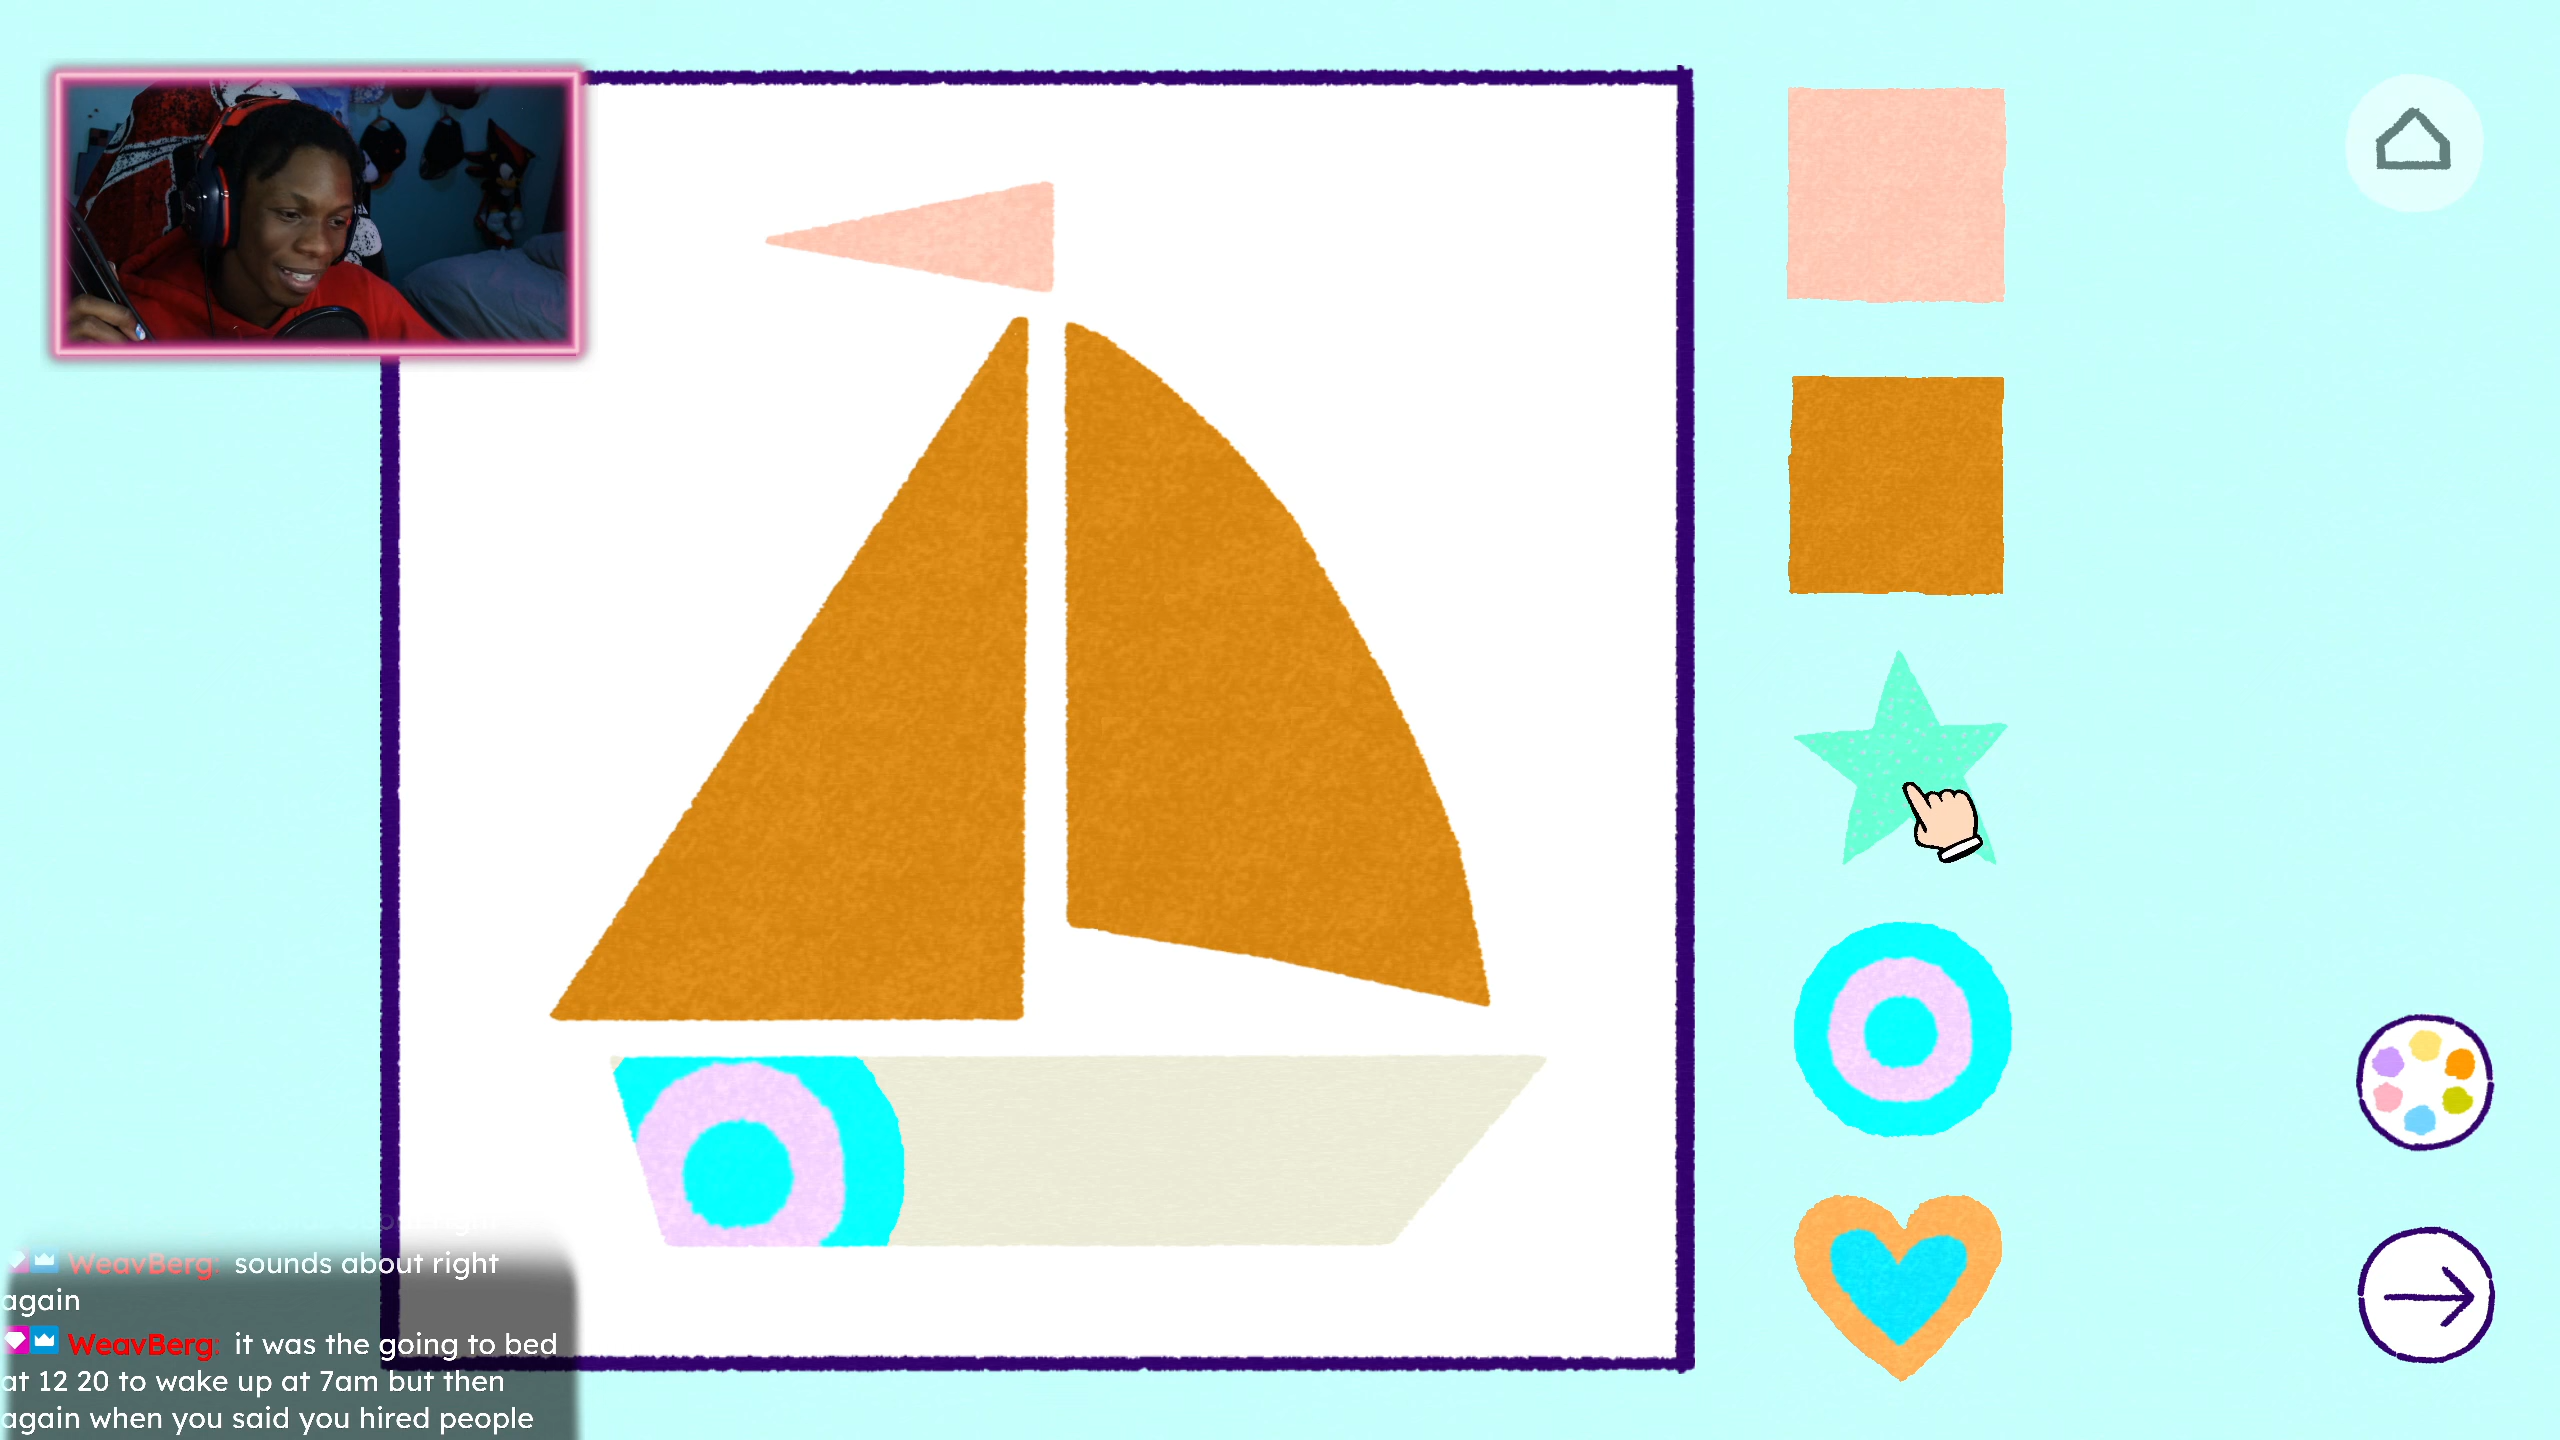 WeavBerg: sounds about right
again
WeavBerg: it was the going to bed
at 12 20 to wake up at 7am but then
again when you said you hired people